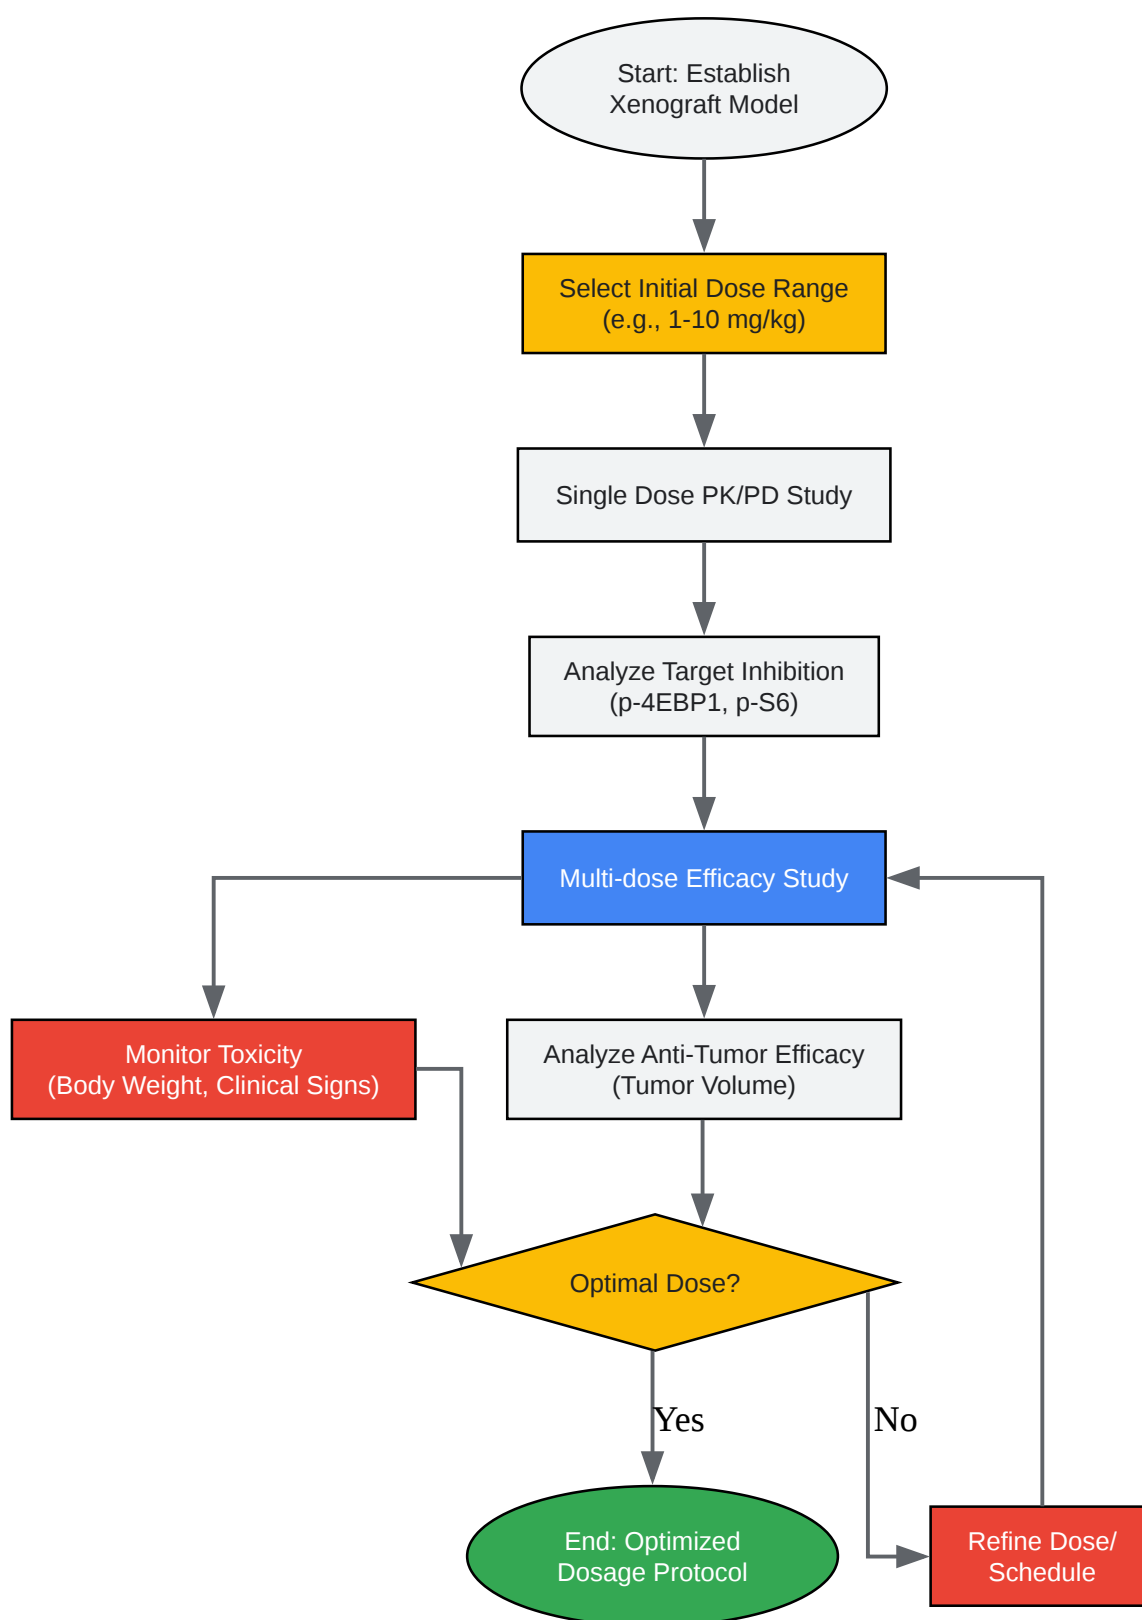 Start: Establish
Xenograft Model
Select Initial Dose Range
(e.g., 1-10 mg/kg)
Single Dose PK/PD Study
Analyze Target Inhibition
(p-4EBP1, p-S6)
Multi-dose Efficacy Study
Monitor Toxicity
(Body Weight, Clinical Signs)
Analyze Anti-Tumor Efficacy
(Tumor Volume)
Optimal Dose?
Yes
No
End: Optimized
Dosage Protocol
Refine Dose/
Schedule